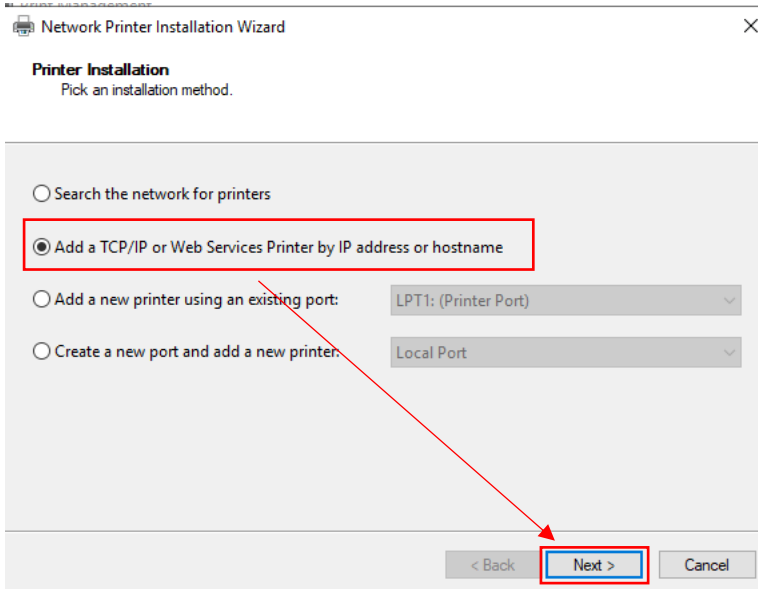 Print Management
Network Printer Installation Wizard
Printer Installation
Pick an installation method.
Search the network for printers
Add a TCP/IP or Web Services Printer by IP address or hostname
Add a new printer using an existing port: LPT1: (Printer Port)
Create a new port and add a new printer: Local Port
< Back Next > Cancel